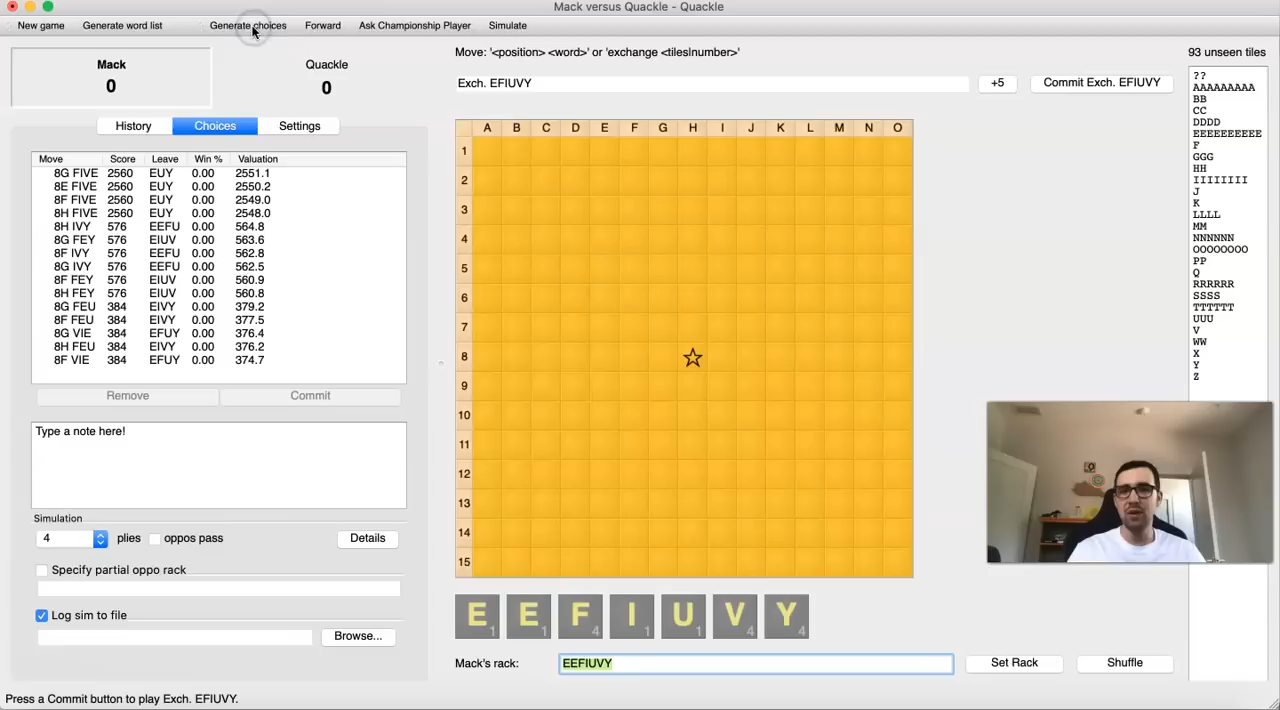 Mack versus Quackle - Quackle
New game Generate word list Generate choices Forward Ask Championship Player Simulate
Mack
0
Quackle
0
History Choices Settings
Move Score Leave Win % Valuation
8G FIVE 2560 EUY 0.00 2551.1
8E FIVE 2560 EUY 0.00 2550.2
8F FIVE 2560 EUY 0.00 2549.0
8H FIVE 2560 EUY 0.00 2548.0
8H IVY 576 EEFU 0.00 564.8
8G FEY 576 EIUV 0.00 563.6
8F IVY 576 EEFU 0.00 562.8
8G IVY 576 EEFU 0.00 562.5
8F FEY 576 EIUV 0.00 560.9
8H FEY 576 EIUV 0.00 560.8
8G FEU 384 EIVY 0.00 379.2
8F FEU 384 EIVY 0.00 377.5
8G VIE 384 EFUY 0.00 376.4
8H FEU 384 EIVY 0.00 376.2
8F VIE 384 EFUY 0.00 374.7
Remove Commit
Type a note here!
Simulation
4 plies oppos pass Details
Specify partial oppo rack
Log sim to file
Browse...
Move: '<position> <word>' or 'exchange <tiles|number>'
Exch. EFIUVY +5 Commit Exch. EFIUVY
A B C D E F G H I J K L M N O
1
2
3
4
5
6
7
8
9
10
11
12
13
14
15
E1 E1 F4 I1 U1 V4 Y4
Mack's rack: EEFIUVY Set Rack Shuffle
93 unseen tiles
??
AAAAAAAAA
BB
CC
DDDD
EEEEEEEEEE
F
GGG
HH
IIIIIIII
J
K
LLLL
MM
NNNNNN
OOOOOOOO
PP
Q
RRRRRR
SSSS
TTTTTT
UUU
V
WW
X
Y
Z
Press a Commit button to play Exch. EFIUVY.